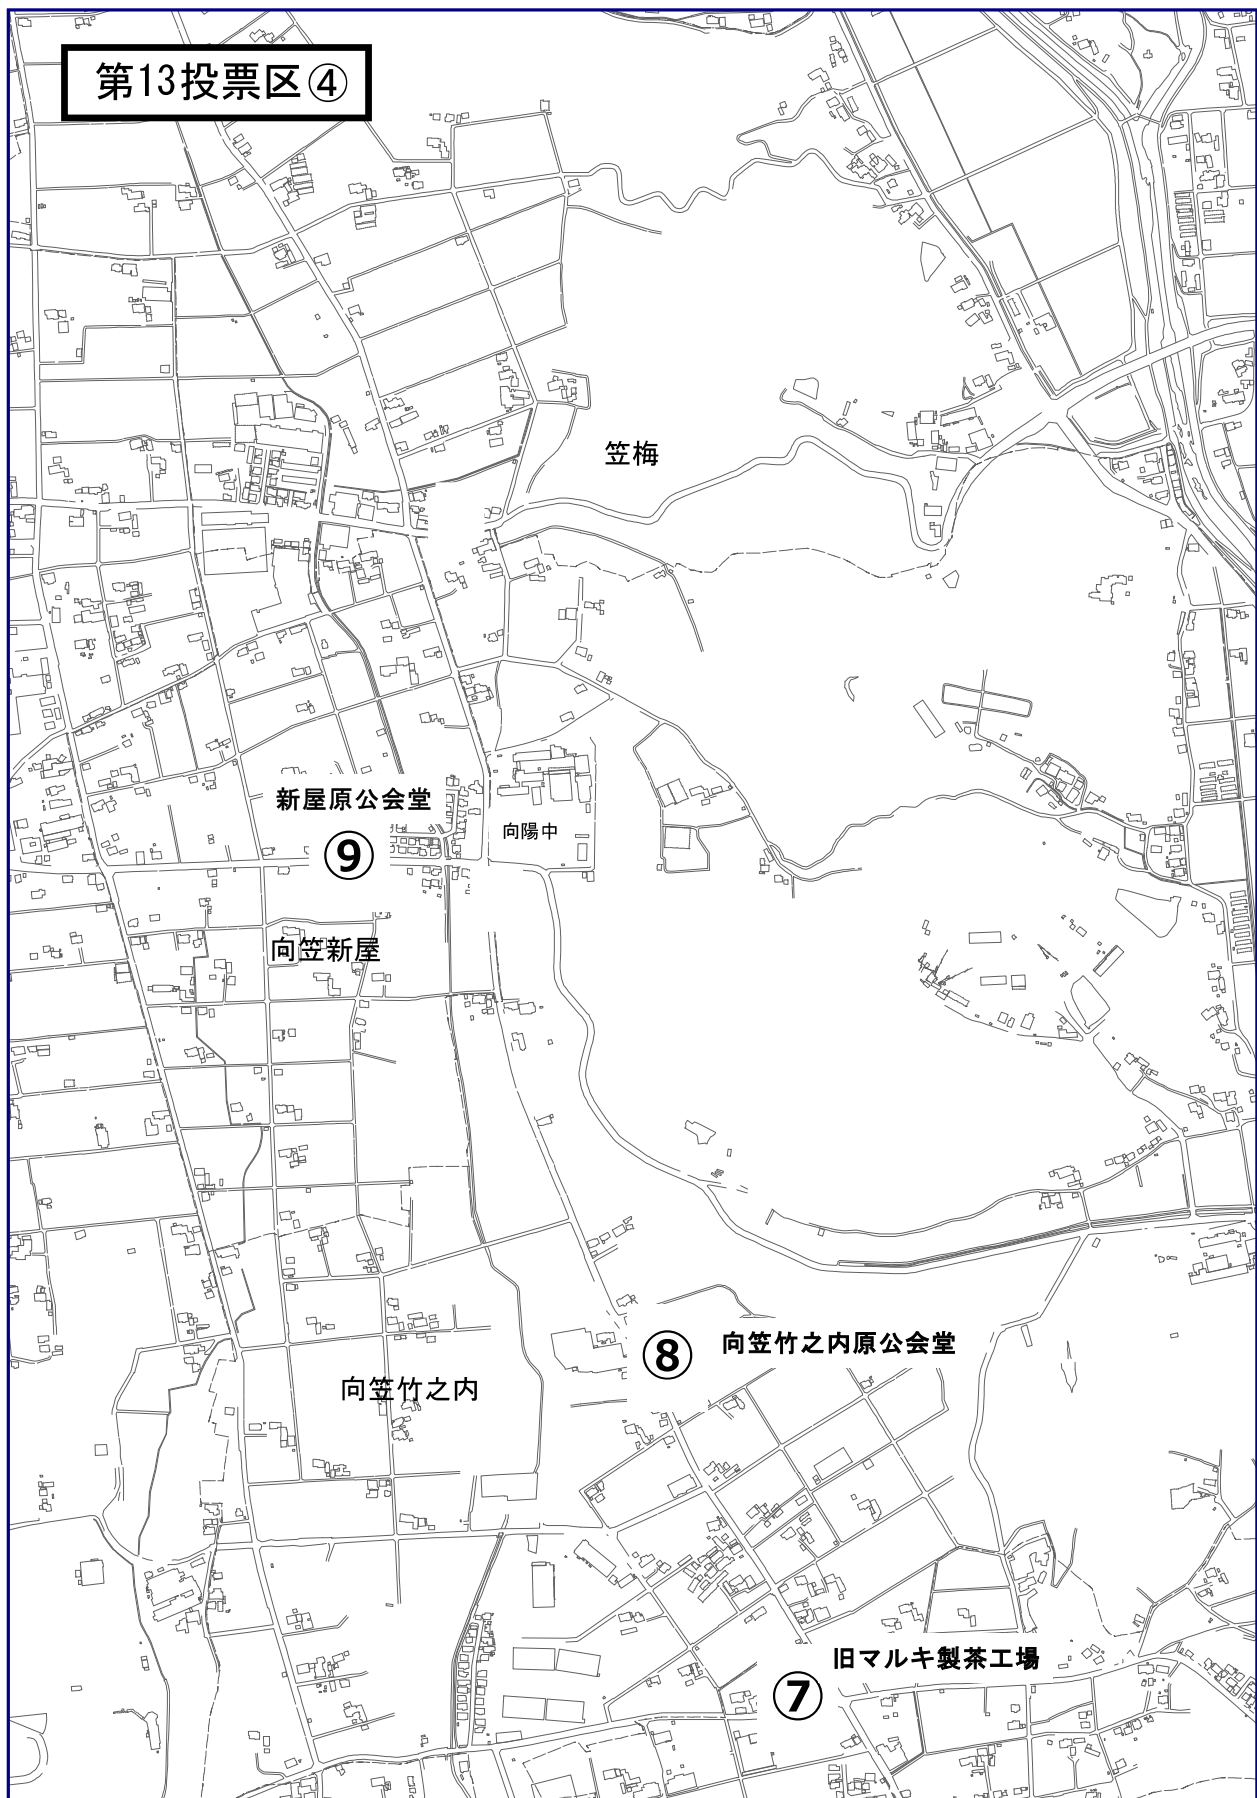 第13投票区④
笠梅
新屋原公会堂
向陽中
⑨
向笠新屋
⑧
向笠竹之内原公会堂
向笠竹之内
旧マルキ製茶工場
⑦